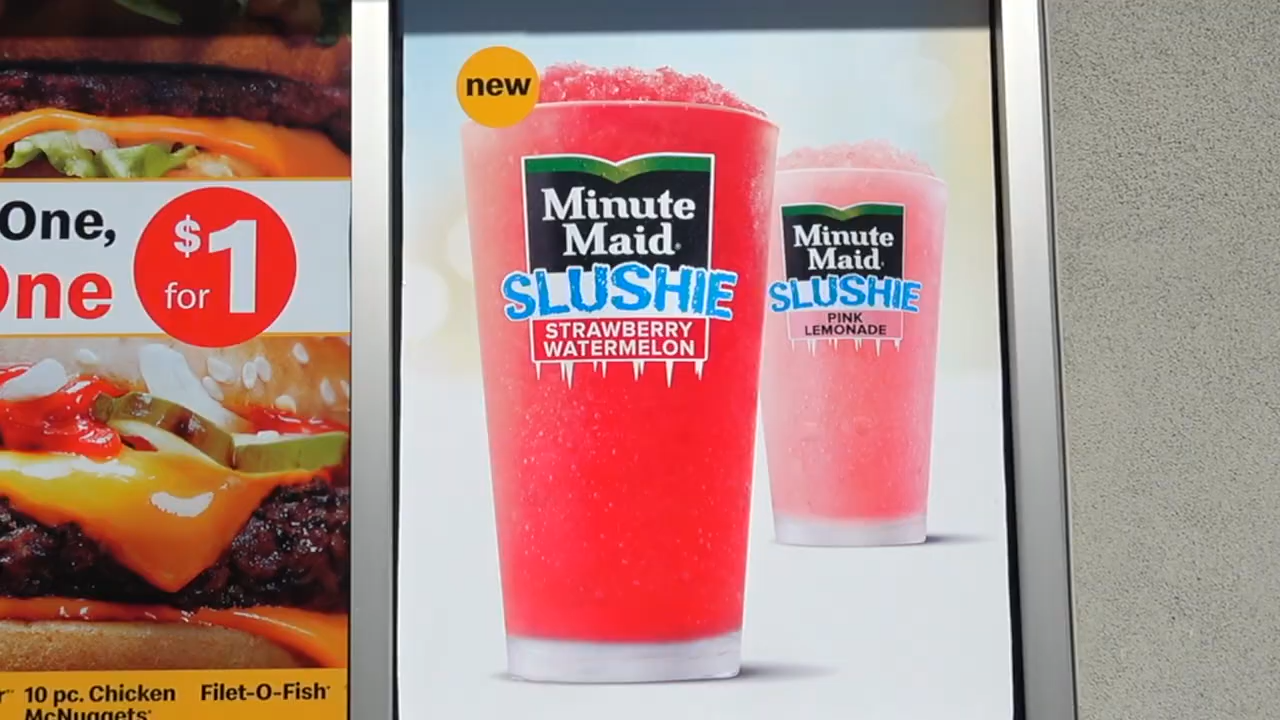 One,
One
$1
for
r 10 pc. Chicken
McNuggets®
Filet-O-Fish®
new
Minute
Maid®
SLUSHIE
STRAWBERRY
WATERMELON
Minute
Maid
SLUSHIE
PINK
LEMONADE